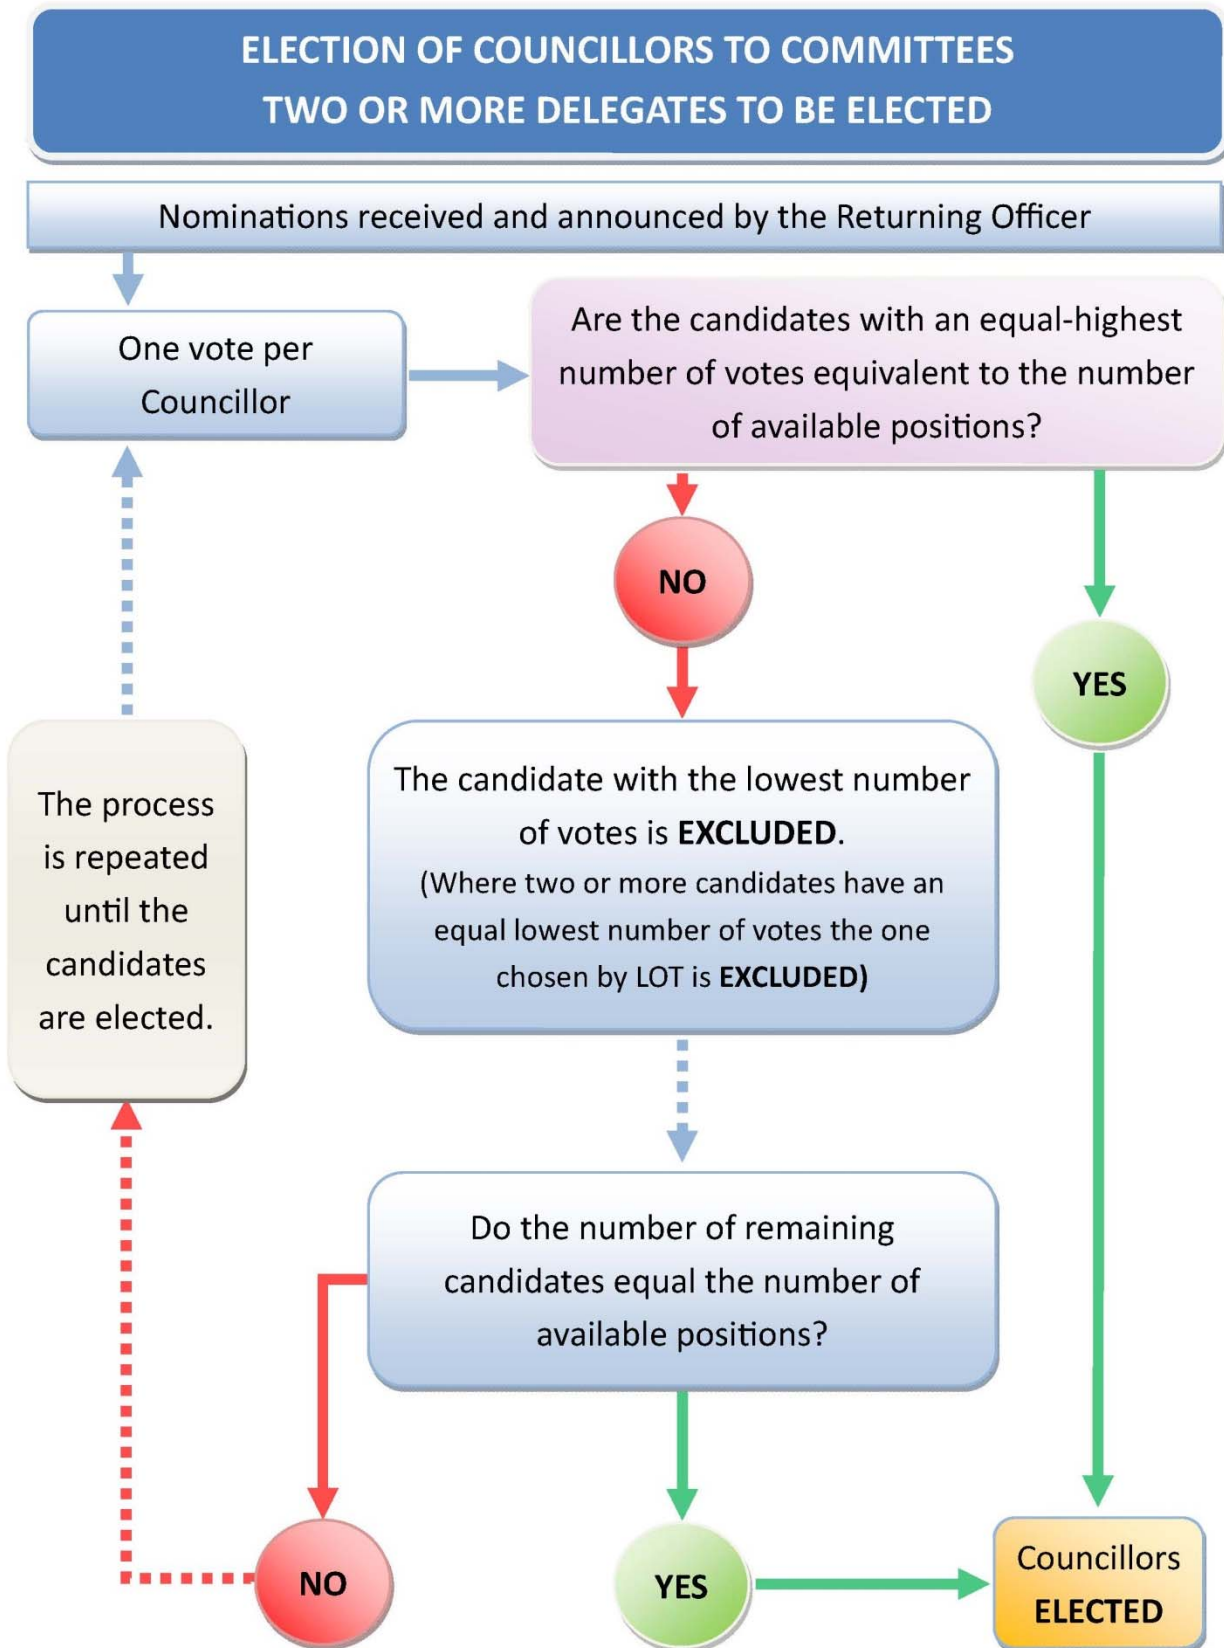 ELECTION OF COUNCILLORS TO COMMITTEES
TWO OR MORE DELEGATES TO BE ELECTED
Nominations received and announced by the Returning Officer
One vote per
Councillor
Are the candidates with an equal-highest
number of votes equivalent to the number
of available positions?
NO
YES
The candidate with the lowest number
of votes is EXCLUDED.
(Where two or more candidates have an
equal lowest number of votes the one
chosen by LOT is EXCLUDED)
The process
is repeated
until the
candidates
are elected.
Do the number of remaining
candidates equal the number of
available positions?
NO
YES
Councillors
ELECTED